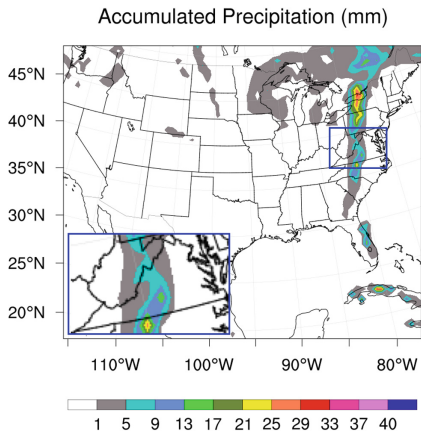 Accumulated Precipitation (mm)
45°N
40°N
35°N
30°N
25°N
20°N
110°W 100°W 90°W 80°W
1 5 9 13 17 21 25 29 33 37 40